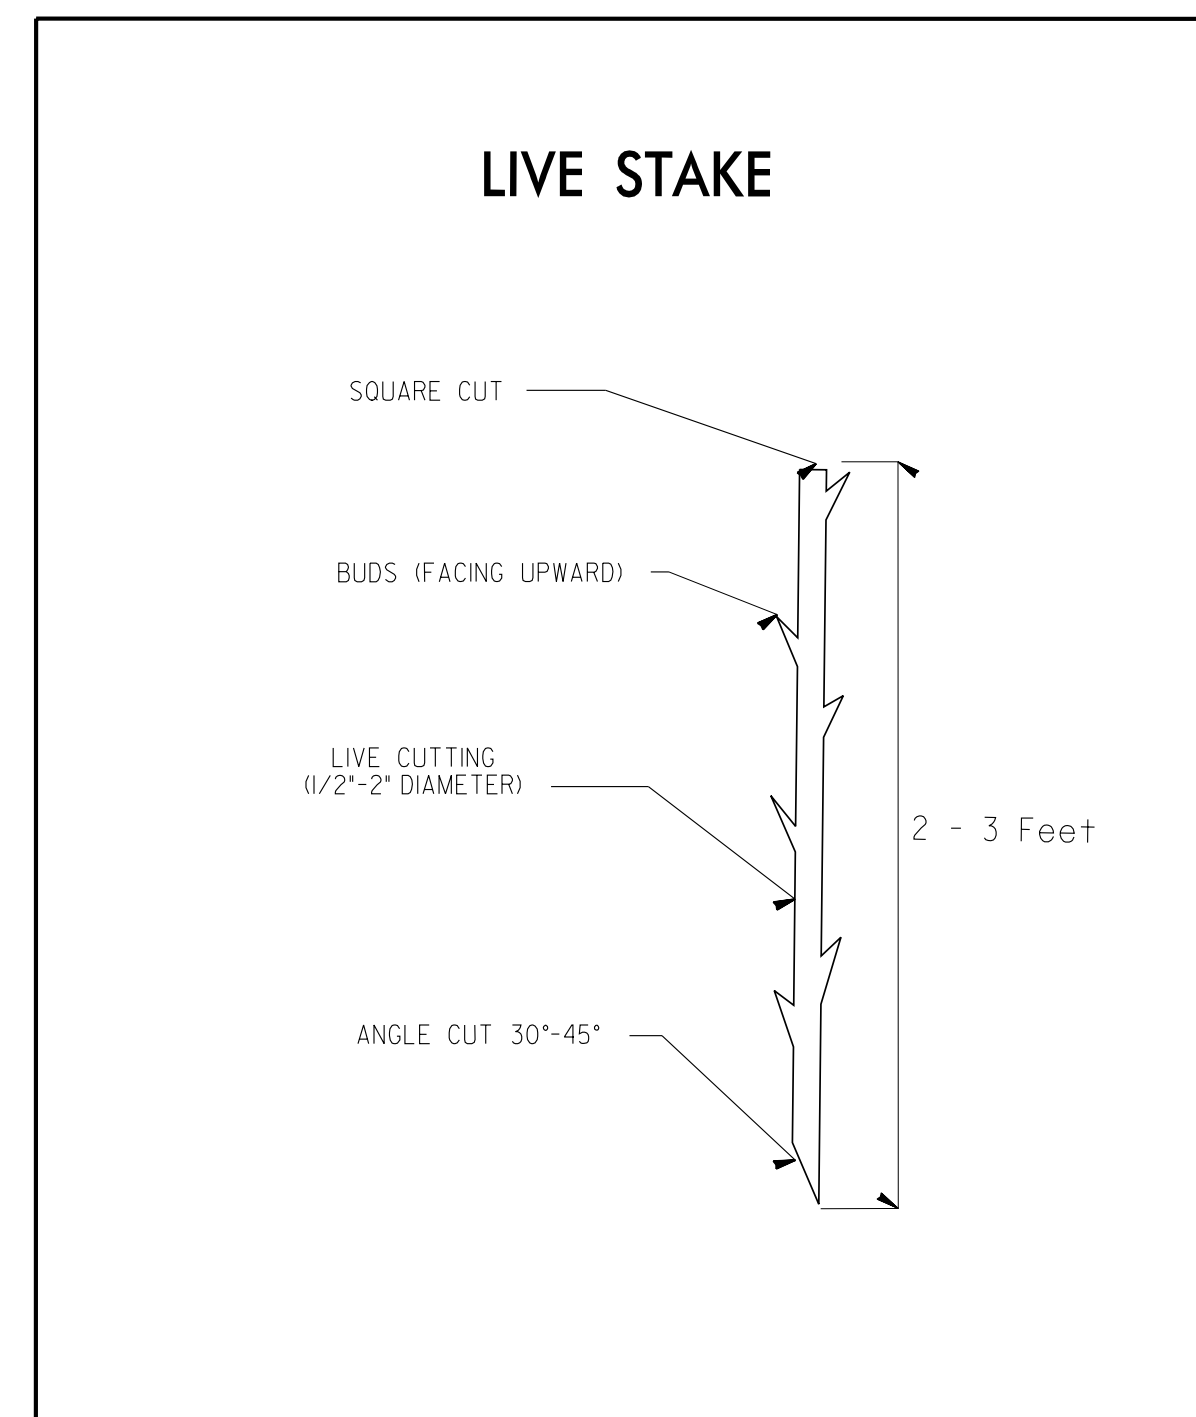 LIVE STAKE
SQUARE CUT
BUDS (FACING UPWARD)
LIVE CUTTING
(1/2"-2" DIAMETER)
2 - 3 Feet
ANGLE CUT 30°-45°